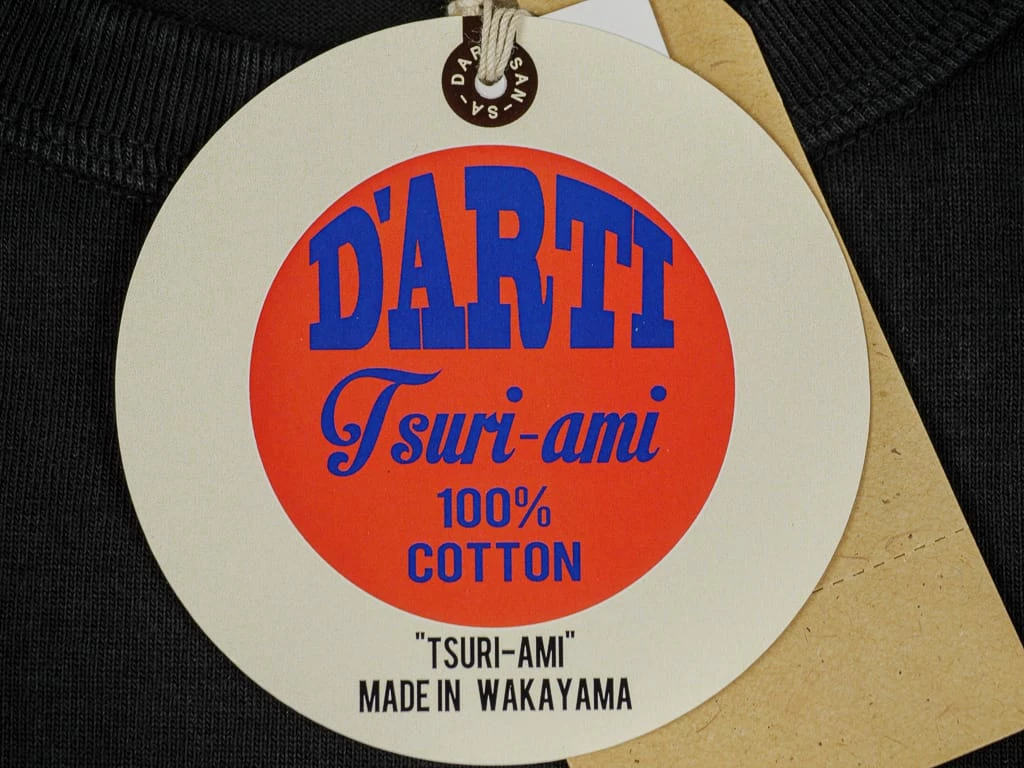 D'ARTI
Tsuri-ami
100%
COTTON
"TSURI-AMI"
MADE IN WAKAYAMA